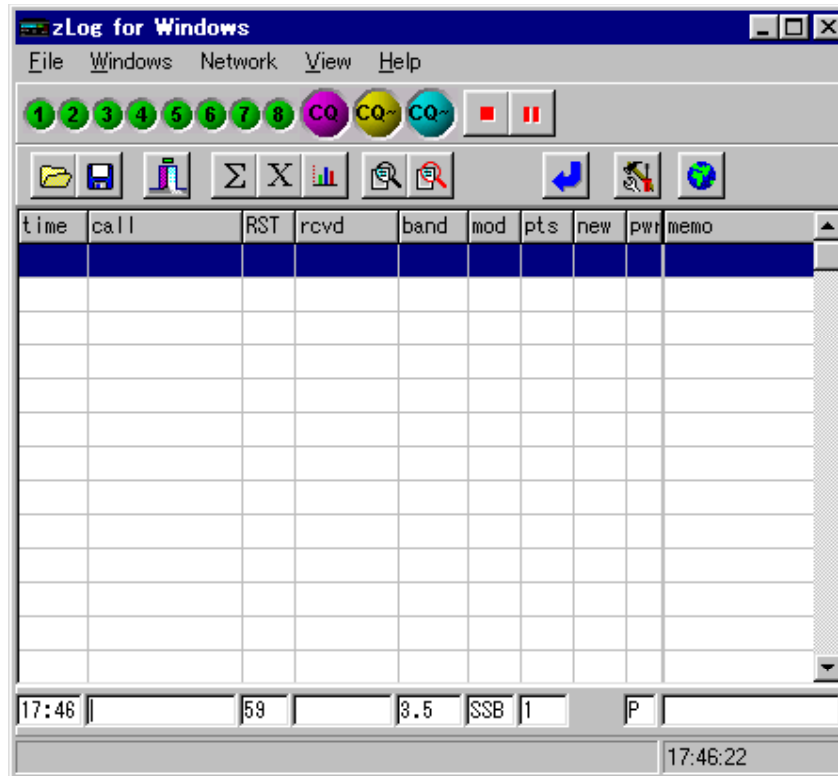 zLog for Windows
File Windows Network View Help
1 2 3 4 5 6 7 8 CQ CQ~ CQ~
Σ X
time call RST rcvd band mod pts new pwr memo
17:46 59 3.5 SSB 1 P
17:46:22